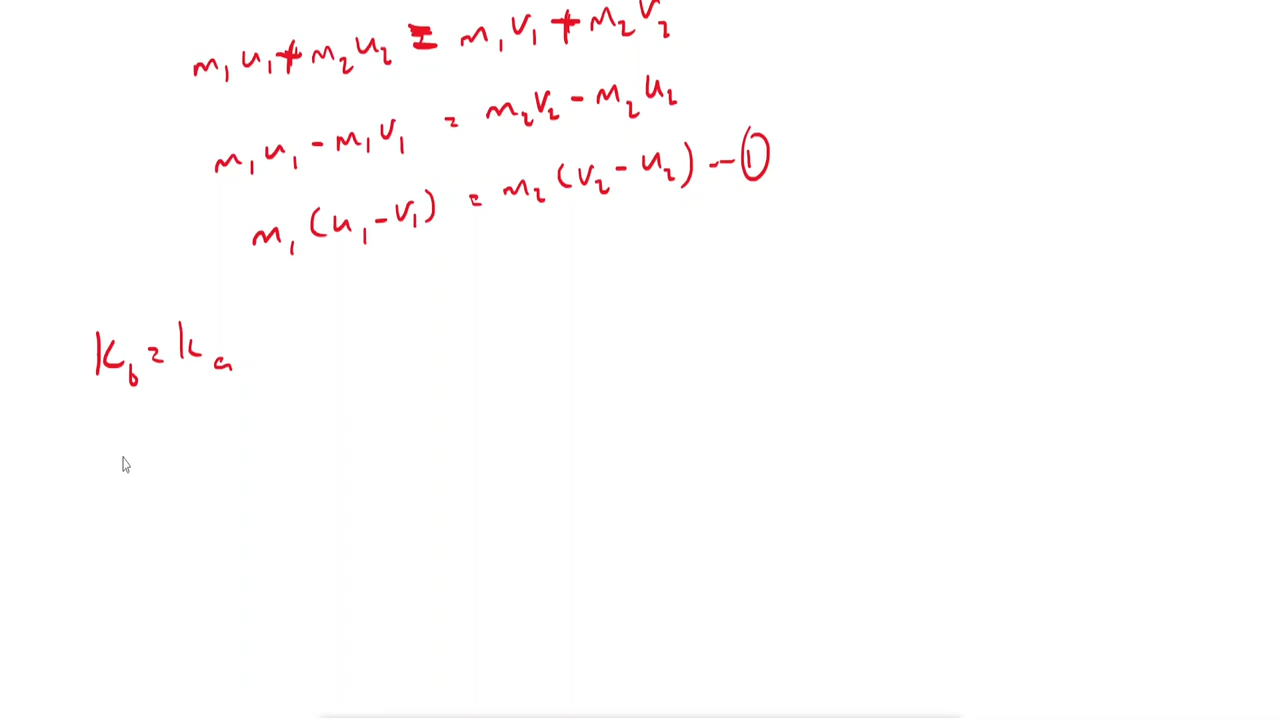 m₁u₁ + m₂u₂ = m₁v₁ + m₂v₂
m₁u₁ - m₁v₁ = m₂v₂ - m₂u₂
m₁(u₁ - v₁) = m₂(v₂ - u₂) -- ①
K_b = K_a